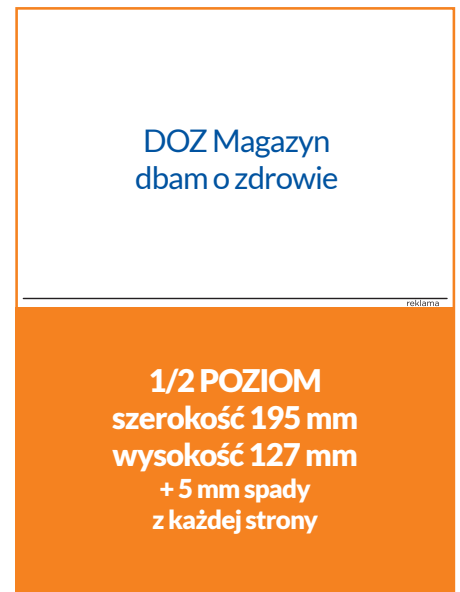 DOZ Magazyn
dbam o zdrowie
reklama
1/2 POZIOM
szerokość 195 mm
wysokość 127 mm
+ 5 mm spady
z każdej strony